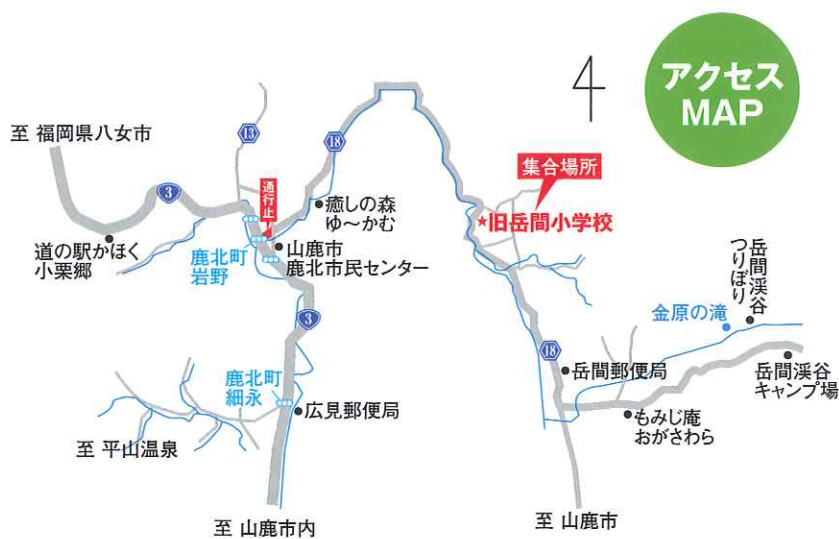 アクセス
MAP
4
至 福岡県八女市
13
18
3
通行止
癒しの森
ゆ〜かむ
集合場所
★旧岳間小学校
道の駅かほく
小栗郷
鹿北町
岩野
山鹿市
鹿北市民センター
3
岳間渓谷
つりぼり
金原の滝
18
岳間郵便局
岳間渓谷
キャンプ場
鹿北町
細永
広見郵便局
もみじ庵
おがさわら
至 平山温泉
至 山鹿市内
至 山鹿市